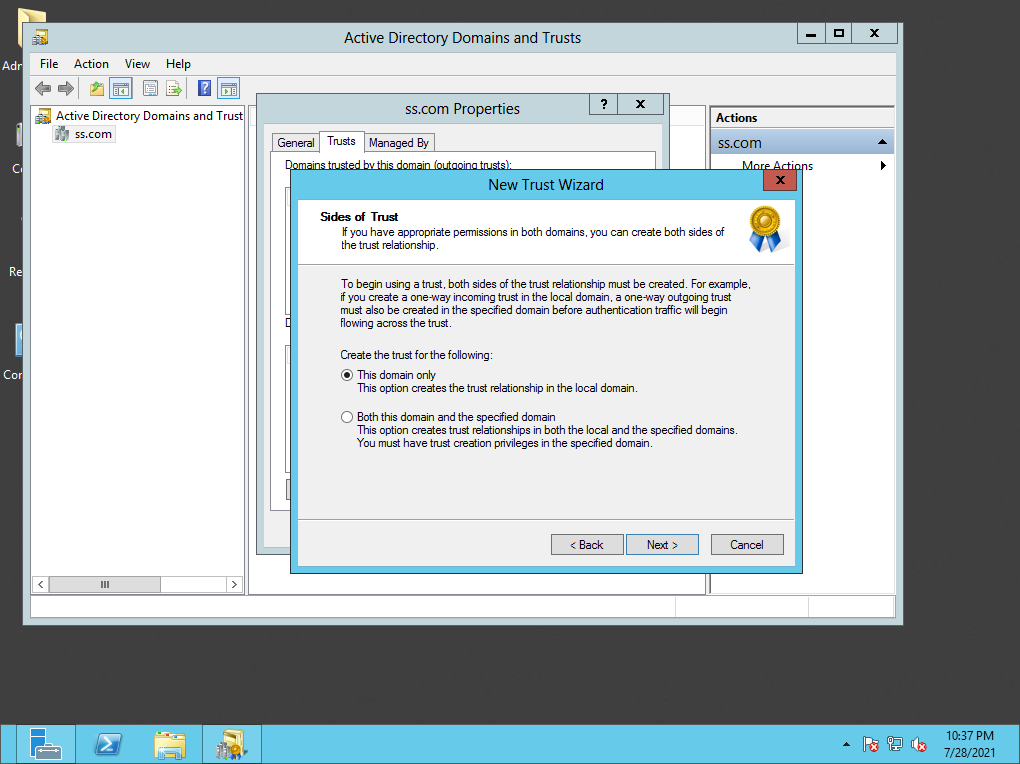 Adm
Co
Re
Con
Active Directory Domains and Trusts
File Action View Help
Active Directory Domains and Trust
ss.com
ss.com Properties
?
General Trusts Managed By
Domains trusted by this domain (outgoing trusts):
Actions
ss.com
More Actions
New Trust Wizard
Sides of Trust
If you have appropriate permissions in both domains, you can create both sides of
the trust relationship.
To begin using a trust, both sides of the trust relationship must be created. For example,
if you create a one-way incoming trust in the local domain, a one-way outgoing trust
must also be created in the specified domain before authentication traffic will begin
flowing across the trust.
Create the trust for the following:
This domain only
This option creates the trust relationship in the local domain.
Both this domain and the specified domain
This option creates trust relationships in both the local and the specified domains.
You must have trust creation privileges in the specified domain.
< Back Next > Cancel
10:37 PM
7/28/2021